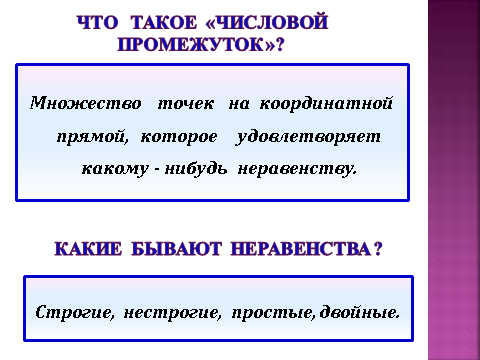 ЧТО ТАКОЕ «ЧИСЛОВОЙ
ПРОМЕЖУТОК»?
Множество точек на координатной
прямой, которое удовлетворяет
какому - нибудь неравенству.
КАКИЕ БЫВАЮТ НЕРАВЕНСТВА ?
Строгие, нестрогие, простые, двойные.